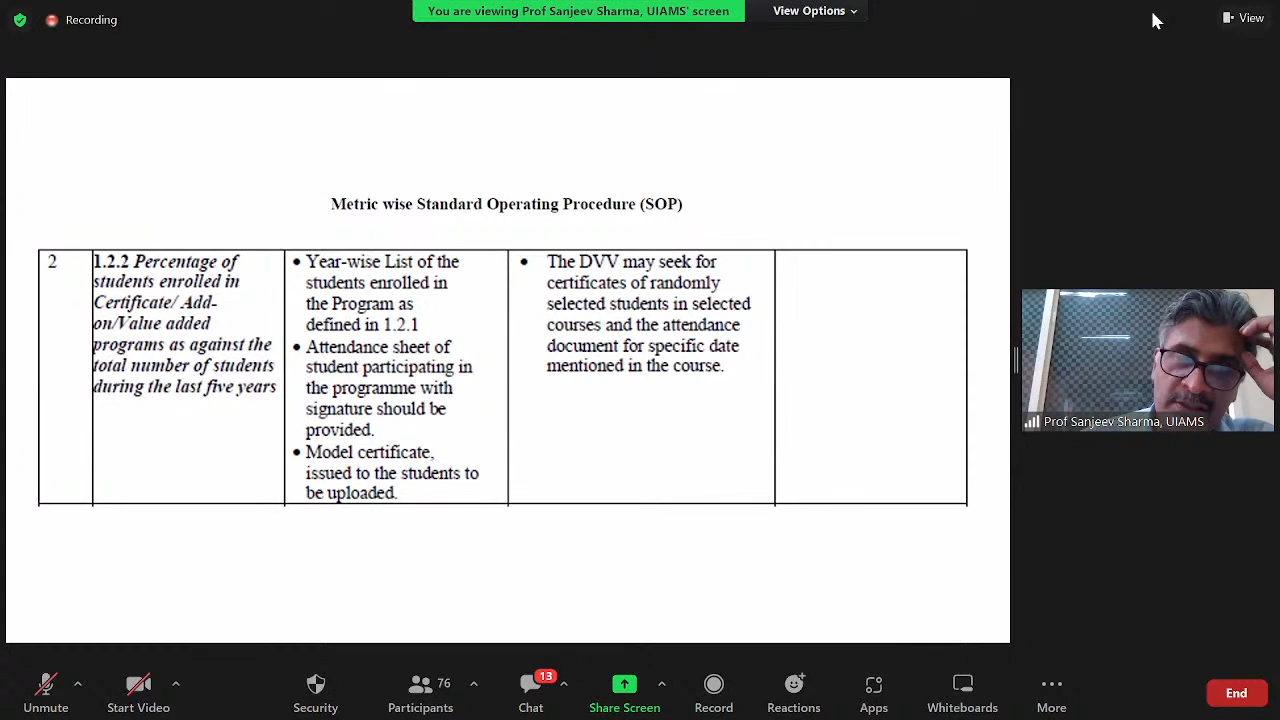 Recording
You are viewing Prof Sanjeev Sharma, UIAMS' screen
View Options
View
Metric wise Standard Operating Procedure (SOP)
2
1.2.2 Percentage of
students enrolled in
Certificate/ Add-
on/Value added
programs as against the
total number of students
during the last five years
• Year-wise List of the
students enrolled in
the Program as
defined in 1.2.1
• Attendance sheet of
student participating in
the programme with
signature should be
provided.
• Model certificate,
issued to the students to
be uploaded.
• The DVV may seek for
certificates of randomly
selected students in selected
courses and the attendance
document for specific date
mentioned in the course.
Prof Sanjeev Sharma, UIAMS
Unmute
Start Video
Security
76
Participants
13
Chat
Share Screen
Record
Reactions
Apps
Whiteboards
More
End